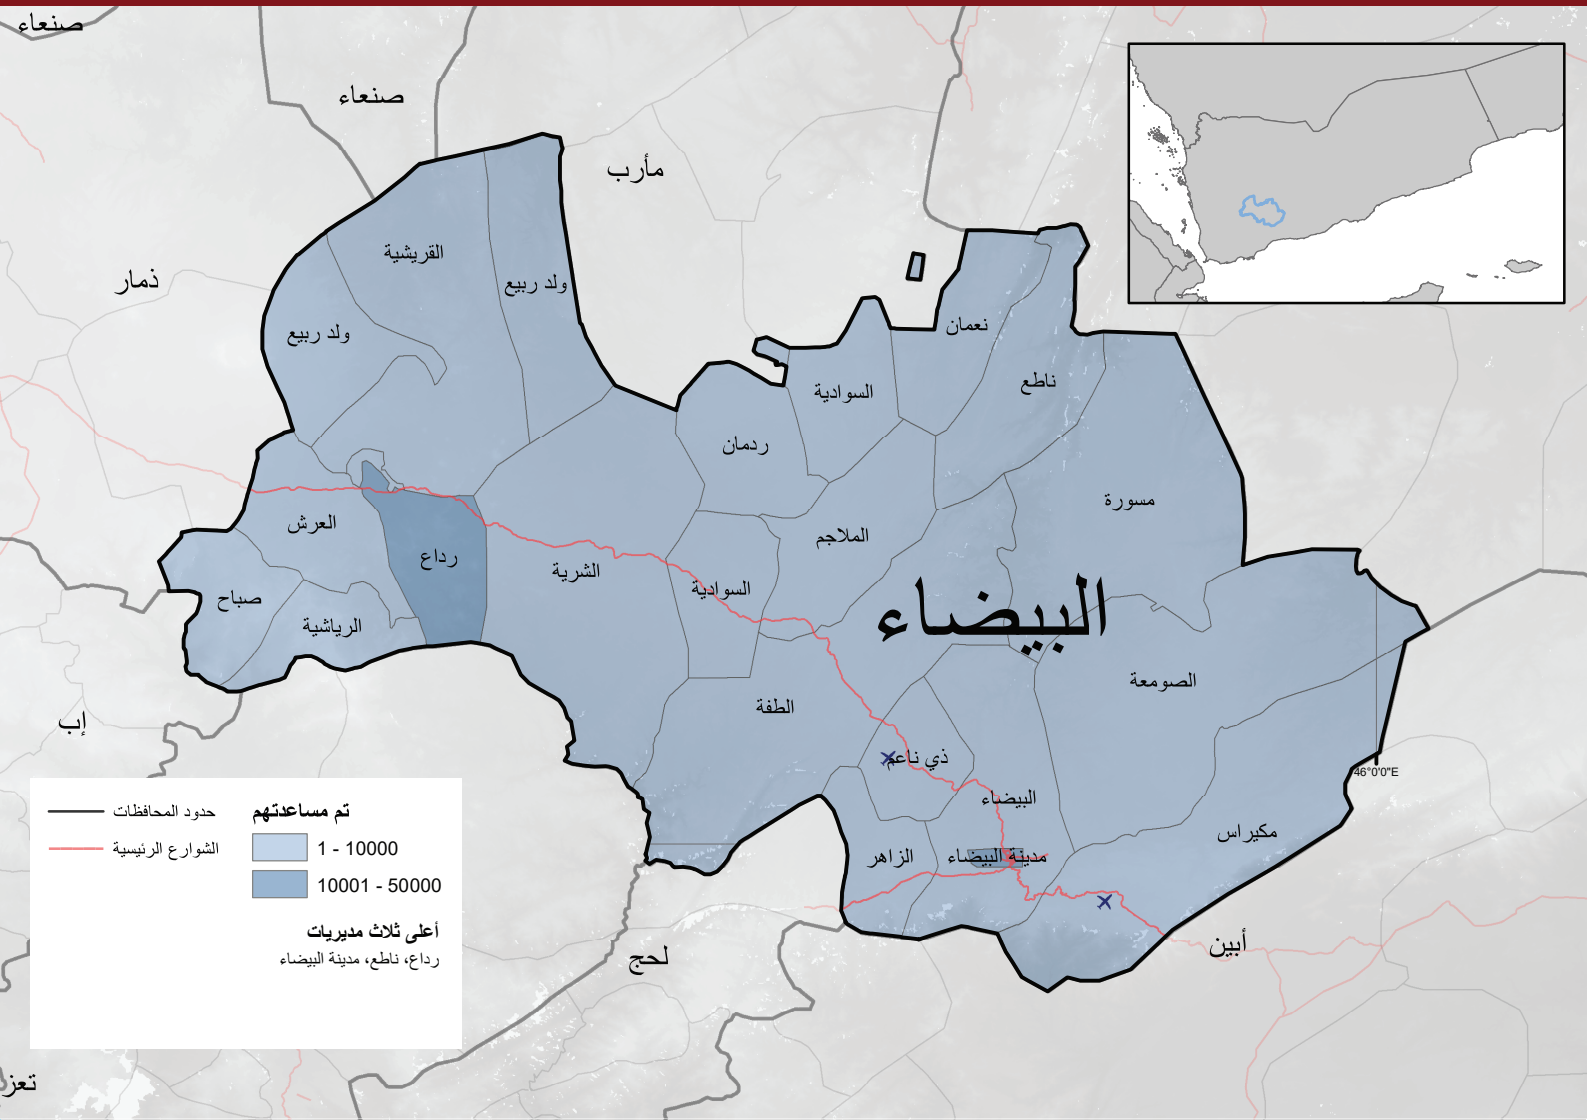 صنعاء
صنعاء
مأرب
ذمار
القريشية
ولد ربيع
ولد ربيع
نعمان
ناطع
السوادية
ردمان
مسورة
العرش
الملاجم
رداع
الشرية
السوادية
صباح
الرياشية
البيضاء
الصومعة
الطفة
إب
ذي ناعم
46°0'0"E
البيضاء
مكيراس
الزاهر
مدينة البيضاء
أبين
لحج
تعز
تم مساعدتهم
1 - 10000
10001 - 50000
حدود المحافظات
الشوارع الرئيسية
أعلى ثلاث مديريات
رداع، ناطع، مدينة البيضاء